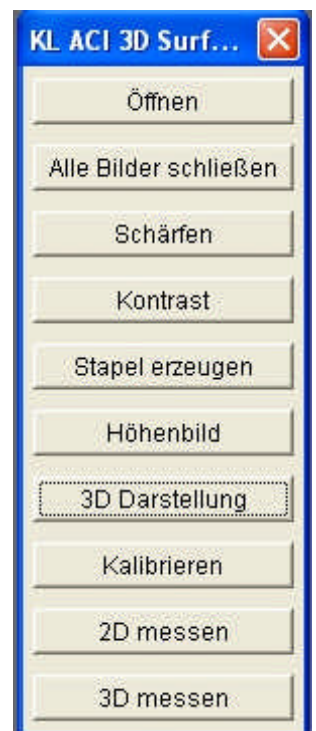 KL ACI 3D Surf...
Öffnen
Alle Bilder schließen
Schärfen
Kontrast
Stapel erzeugen
Höhenbild
3D Darstellung
Kalibrieren
2D messen
3D messen